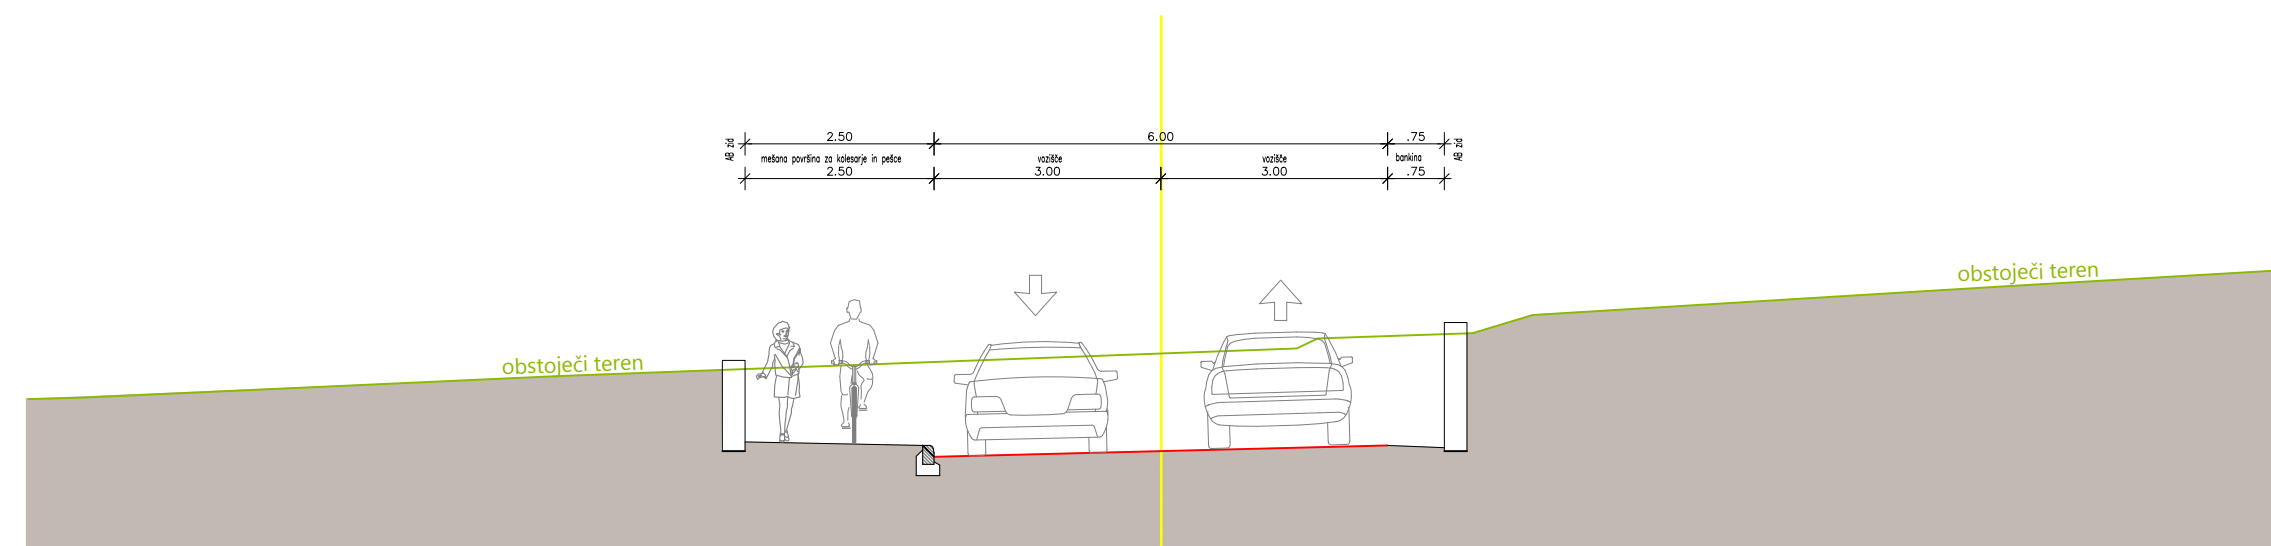 2.50 6.00 .75
AB zid mešana površina za kolesarje in pešce vozišče vozišče bankina AB zid
2.50 3.00 3.00 .75
obstoječi teren
obstoječi teren